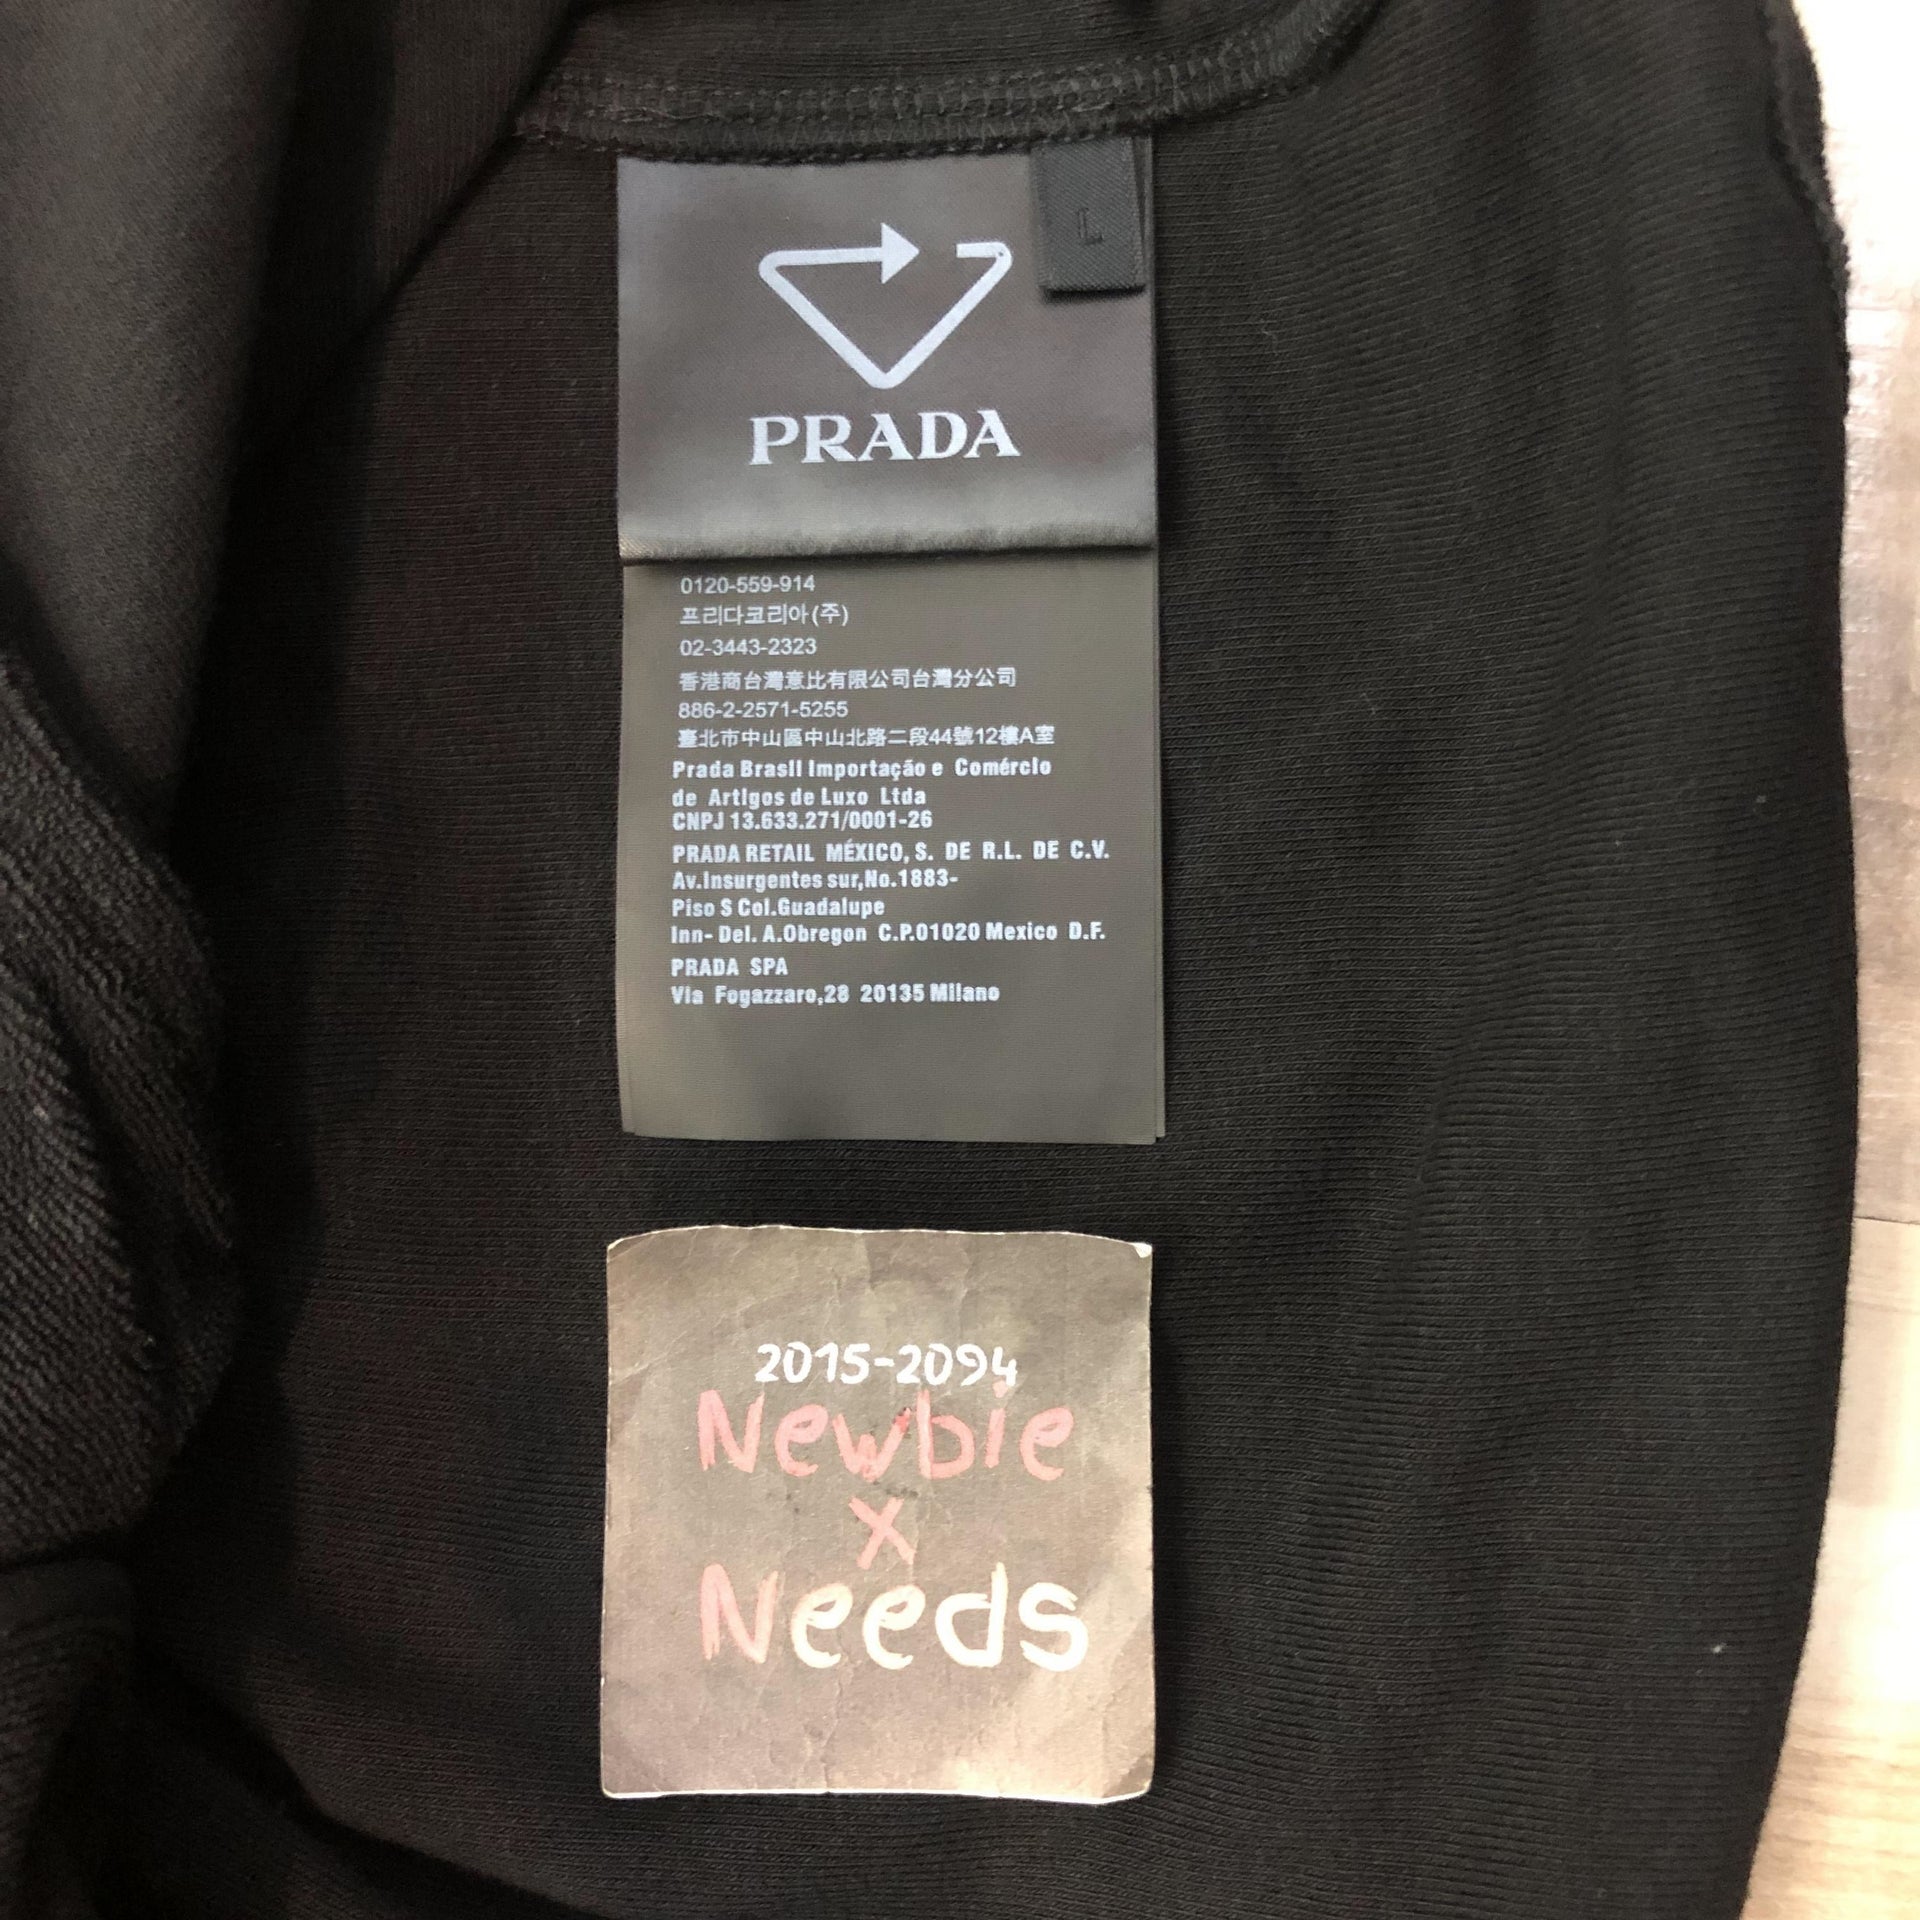 L
PRADA
0120-559-914
프리다코리아(주)
02-3443-2323
香港商台灣意比有限公司台灣分公司
886-2-2571-5255
臺北市中山區中山北路二段44號12樓A室
Prada Brasil Importação e Comércio
de Artigos de Luxo Ltda
CNPJ 13.633.271/0001-26
PRADA RETAIL MÉXICO, S. DE R.L. DE C.V.
Av.Insurgentes sur,No.1883-
Piso S Col.Guadalupe
Inn- Del. A.Obregon C.P.01020 Mexico D.F.
PRADA SPA
Via Fogazzaro,28 20135 Milano
2015-2094
Newbie
x
Needs